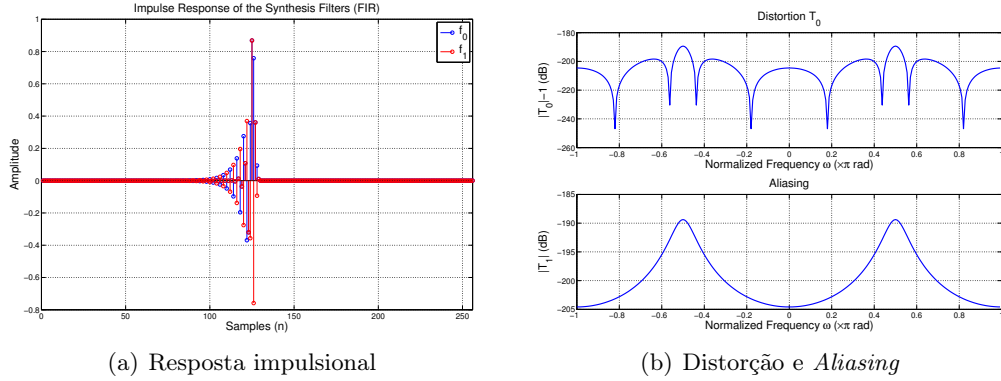 Impulse Response of the Synthesis Filters (FIR)
f0
f1
Amplitude
1
0.8
0.6
0.4
0.2
0
−0.2
−0.4
−0.6
−0.8
0 50 100 150 200 250
Samples (n)
(a) Resposta impulsional
Distortion T0
|T0|−1 (dB)
−180
−200
−220
−240
−260
−1 −0.8 −0.6 −0.4 −0.2 0 0.2 0.4 0.6 0.8 1
Normalized Frequency ω (×π rad)
Aliasing
|T1| (dB)
−185
−190
−195
−200
−205
−1 −0.8 −0.6 −0.4 −0.2 0 0.2 0.4 0.6 0.8 1
Normalized Frequency ω (×π rad)
(b) Distorção e Aliasing